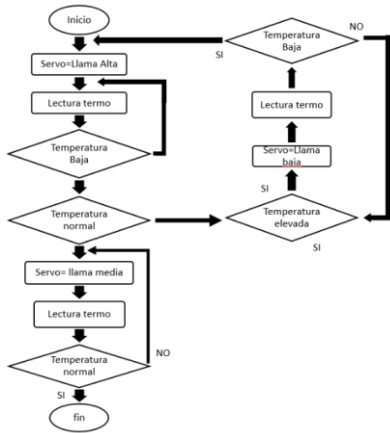 Inicio
Servo=Llama Alta
Lectura termo
Temperatura
Baja
Temperatura
normal
Servo= llama media
Lectura termo
Temperatura
normal
NO
SI
fin
Temperatura
Baja
NO
SI
Lectura termo
Servo=Llama
baja
SI
Temperatura
elevada
SI